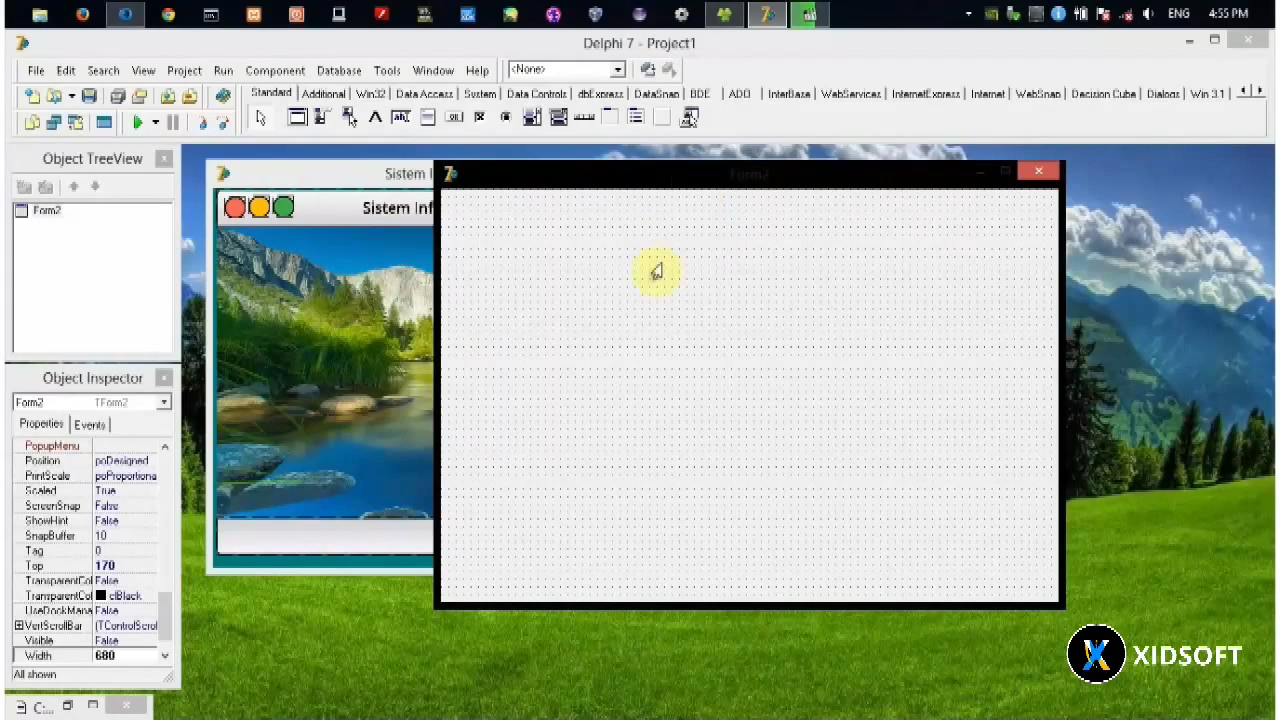 ENG 4:55 PM
Delphi 7 - Project1
File Edit Search View Project Run Component Database Tools Window Help <None>
Standard Additional Win32 Data Access System Data Controls dbExpress DataSnap BDE ADO InterBase WebServices InternetExpress Internet WebSnap Decision Cube Dialogs Win 3.1
Object TreeView
Form2
Sistem I
Form2
Sistem Inf
Object Inspector
Form2 TForm2
Properties Events
PopupMenu
Position poDesigned
PrintScale poProportiona
Scaled True
ScreenSnap False
ShowHint False
SnapBuffer 10
Tag 0
Top 170
TransparentCol False
TransparentCol clBlack
UseDockMana False
VertScrollBar (TControlScrol
Visible False
Width 680
All shown
C:...
XIDSOFT